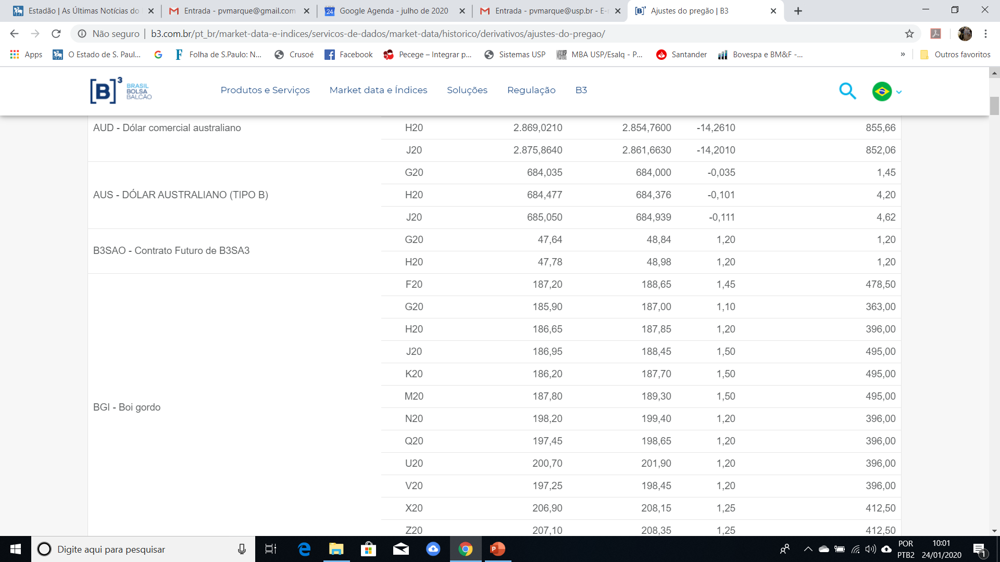 Estadão | As Últimas Notícias do
Entrada - pvmarque@gmail.com
24 Google Agenda - julho de 2020
Entrada - pvmarque@usp.br - E-
[B]³ Ajustes do pregão | B3
Não seguro | b3.com.br/pt_br/market-data-e-indices/servicos-de-dados/market-data/historico/derivativos/ajustes-do-pregao/
Apps O Estado de S. Paul... G F Folha de S.Paulo: N... Crusoé Facebook Pecege – Integrar p... Sistemas USP MBA USP/Esalq - P... Santander Bovespa e BM&F -... » Outros favoritos
[B]³ BRASIL
BOLSA
BALCÃO
Produtos e Serviços Market data e Índices Soluções Regulação B3
AUD - Dólar comercial australiano H20 2.869,0210 2.854,7600 -14,2610 855,66
J20 2.875,8640 2.861,6630 -14,2010 852,06
G20 684,035 684,000 -0,035 1,45
AUS - DÓLAR AUSTRALIANO (TIPO B) H20 684,477 684,376 -0,101 4,20
J20 685,050 684,939 -0,111 4,62
G20 47,64 48,84 1,20 1,20
B3SAO - Contrato Futuro de B3SA3
H20 47,78 48,98 1,20 1,20
F20 187,20 188,65 1,45 478,50
G20 185,90 187,00 1,10 363,00
H20 186,65 187,85 1,20 396,00
J20 186,95 188,45 1,50 495,00
K20 186,20 187,70 1,50 495,00
M20 187,80 189,30 1,50 495,00
BGI - Boi gordo
N20 198,20 199,40 1,20 396,00
Q20 197,45 198,65 1,20 396,00
U20 200,70 201,90 1,20 396,00
V20 197,25 198,45 1,20 396,00
X20 206,90 208,15 1,25 412,50
Z20 207,10 208,35 1,25 412,50
Digite aqui para pesquisar
POR
PTB2
10:01
24/01/2020
1